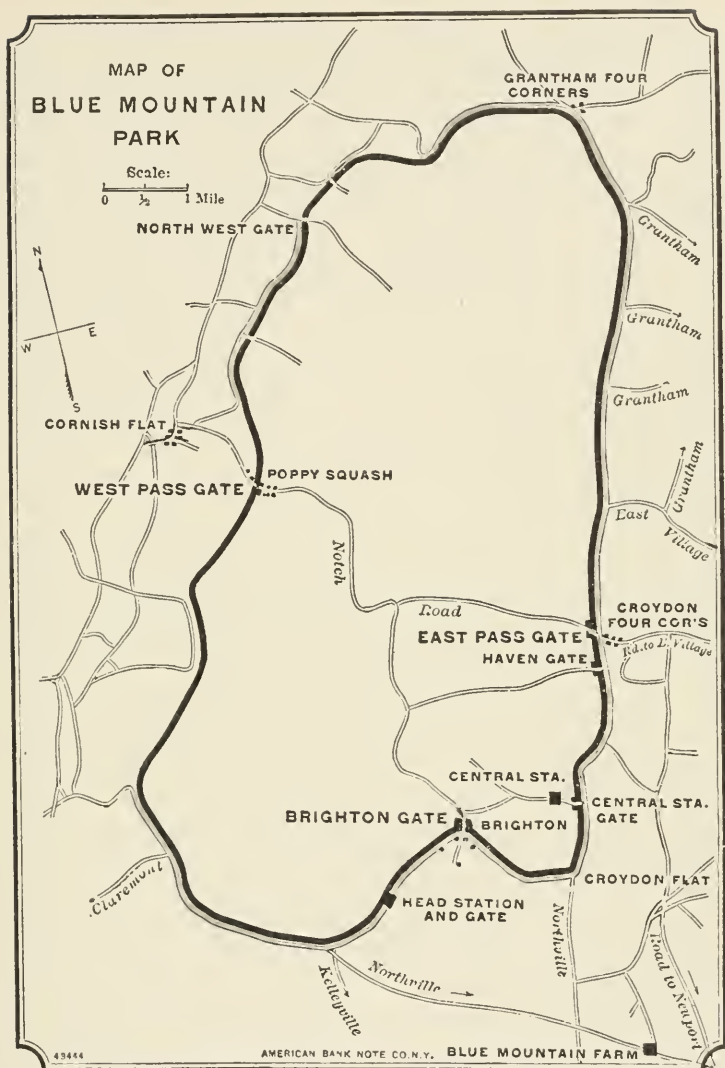 MAP OF
BLUE MOUNTAIN
PARK
Scale:
0 ½ 1 Mile
GRANTHAM FOUR
CORNERS
NORTH WEST GATE
Grantham
N
W E
S
Grantham
Grantham
CORNISH FLAT
POPPY SQUASH
WEST PASS GATE
Grantham
East Village
Notch Road
CROYDON
FOUR COR'S
EAST PASS GATE
Rd. to E. Village
HAVEN GATE
CENTRAL STA.
CENTRAL STA.
GATE
BRIGHTON GATE
BRIGHTON
CROYDON FLAT
Claremont
HEAD STATION
AND GATE
Northville
Road to Newport
Kelleyville
Northville
49444
AMERICAN BANK NOTE CO.N.Y.
BLUE MOUNTAIN FARM